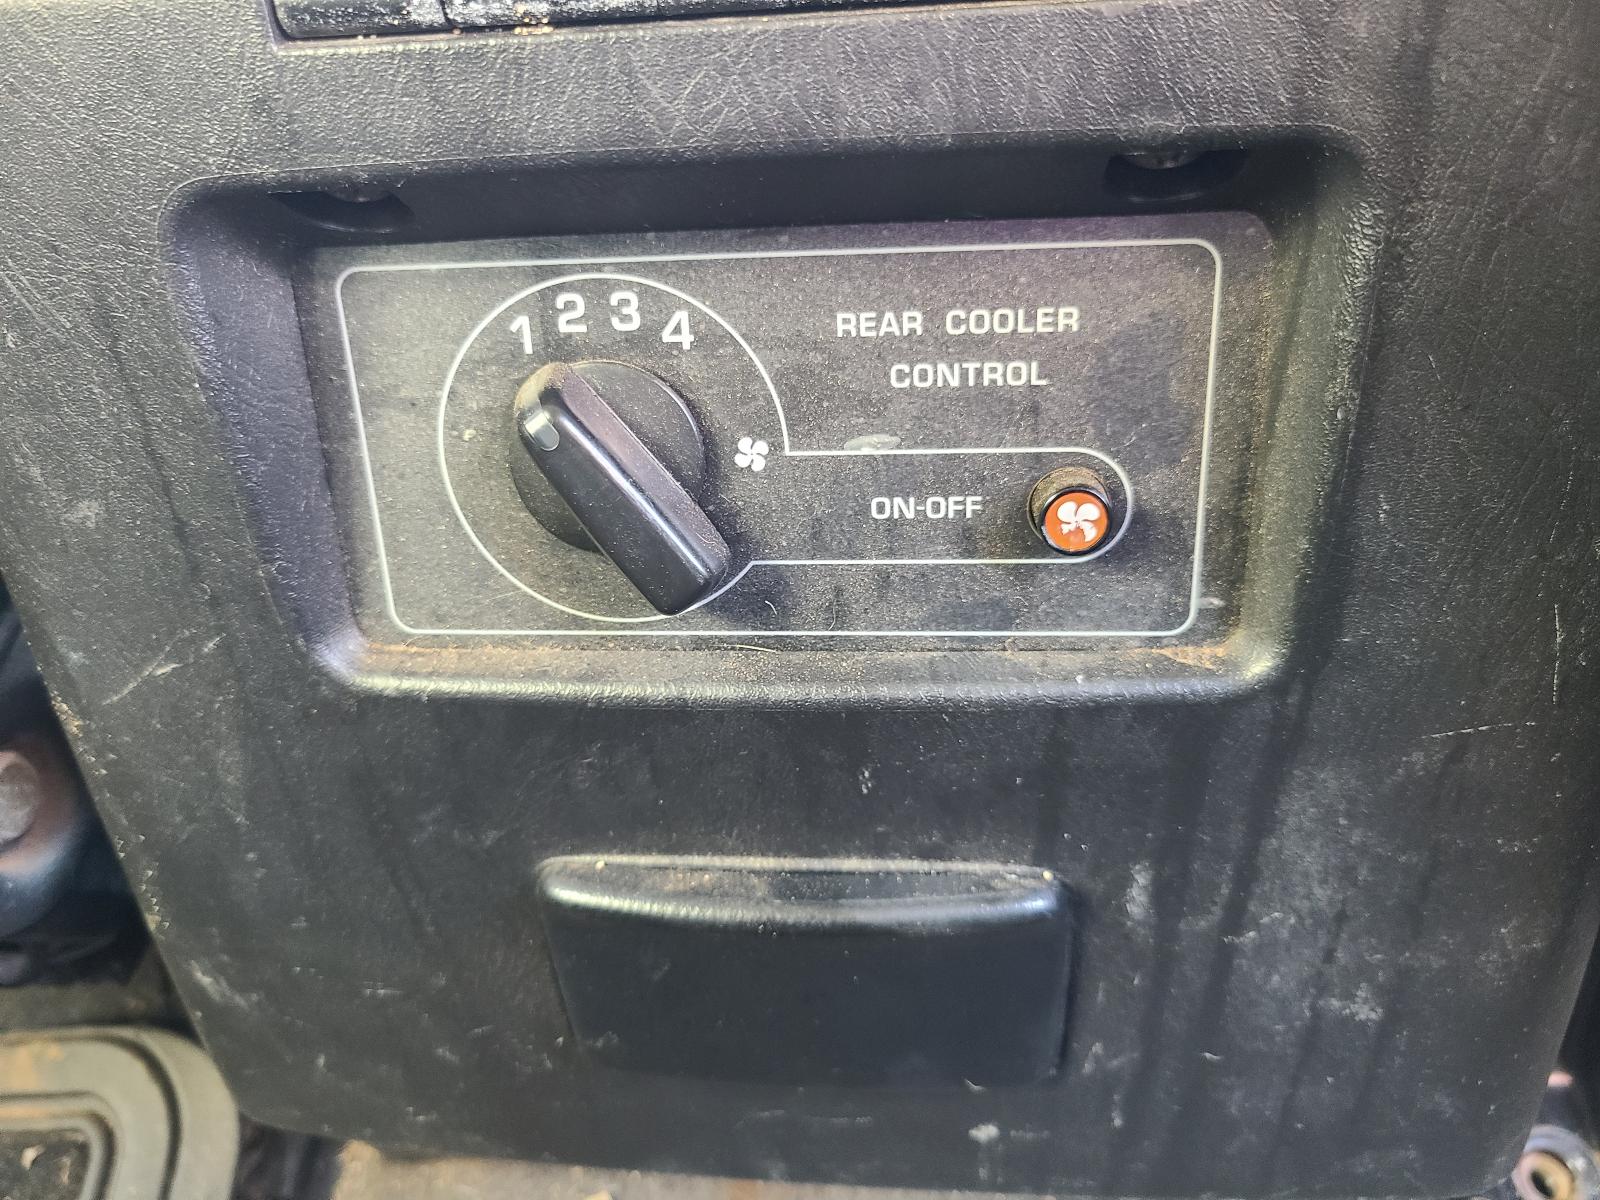 1 2 3 4
REAR COOLER
CONTROL
ON-OFF